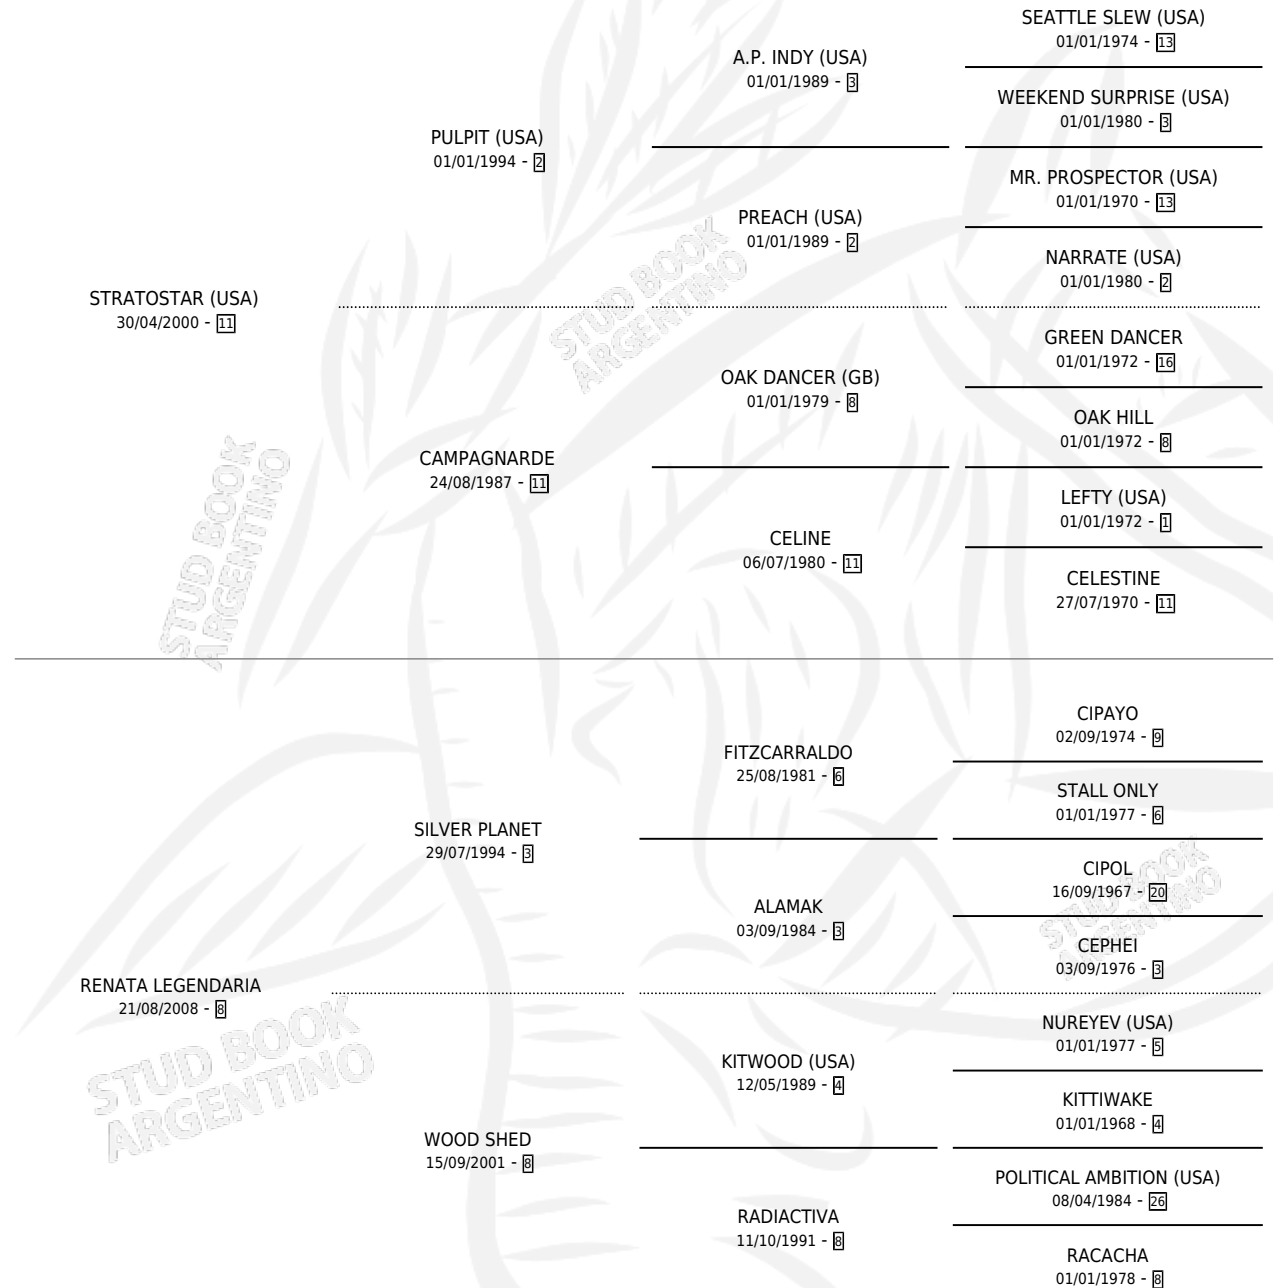 SEATTLE SLEW (USA)
01/01/1974 - 13
A.P. INDY (USA)
01/01/1989 - 3
WEEKEND SURPRISE (USA)
01/01/1980 - 3
PULPIT (USA)
01/01/1994 - 2
MR. PROSPECTOR (USA)
01/01/1970 - 13
PREACH (USA)
01/01/1989 - 2
NARRATE (USA)
01/01/1980 - 2
STRATOSTAR (USA)
30/04/2000 - 11
GREEN DANCER
01/01/1972 - 16
OAK DANCER (GB)
01/01/1979 - 8
OAK HILL
01/01/1972 - 8
CAMPAGNARDE
24/08/1987 - 11
LEFTY (USA)
01/01/1972 - 1
CELINE
06/07/1980 - 11
CELESTINE
27/07/1970 - 11
CIPAYO
02/09/1974 - 9
FITZCARRALDO
25/08/1981 - 6
STALL ONLY
01/01/1977 - 6
SILVER PLANET
29/07/1994 - 3
CIPOL
16/09/1967 - 20
ALAMAK
03/09/1984 - 3
CEPHEI
03/09/1976 - 3
RENATA LEGENDARIA
21/08/2008 - 8
NUREYEV (USA)
01/01/1977 - 5
KITWOOD (USA)
12/05/1989 - 4
KITTIWAKE
01/01/1968 - 4
WOOD SHED
15/09/2001 - 8
POLITICAL AMBITION (USA)
08/04/1984 - 26
RADIACTIVA
11/10/1991 - 8
RACACHA
01/01/1978 - 8
STUD BOOK
ARGENTINO
STUD BOOK
ARGENTINO
STUD BOOK
ARGENTINO
STUD BOOK
ARGENTINO